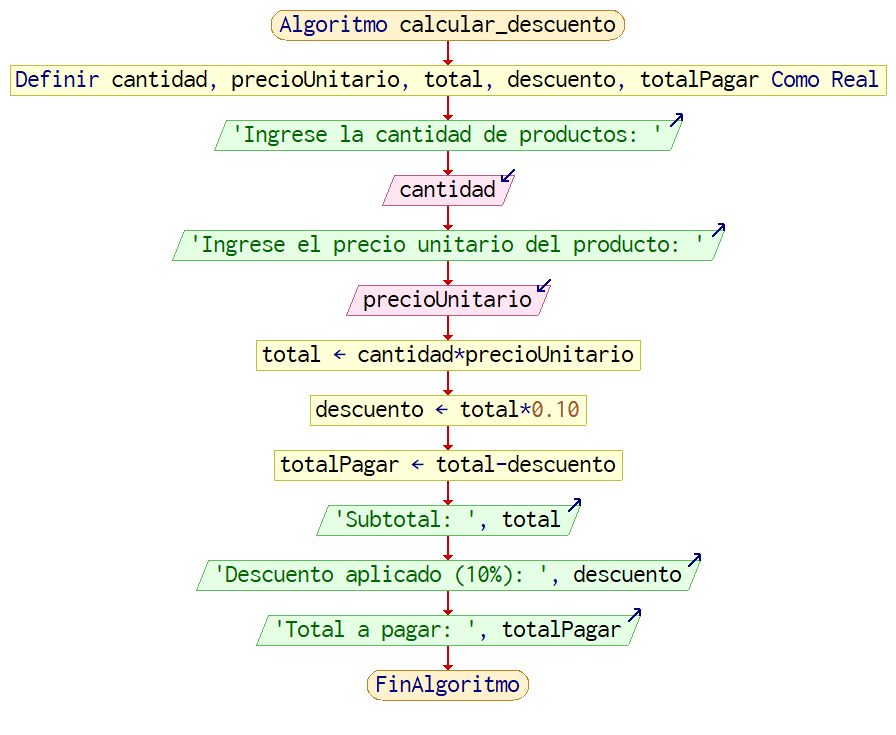 Algoritmo calcular_descuento
Definir cantidad, precioUnitario, total, descuento, totalPagar Como Real
'Ingrese la cantidad de productos: '
cantidad
'Ingrese el precio unitario del producto: '
precioUnitario
total ← cantidad*precioUnitario
descuento ← total*0.10
totalPagar ← total-descuento
'Subtotal: ', total
'Descuento aplicado (10%): ', descuento
'Total a pagar: ', totalPagar
FinAlgoritmo